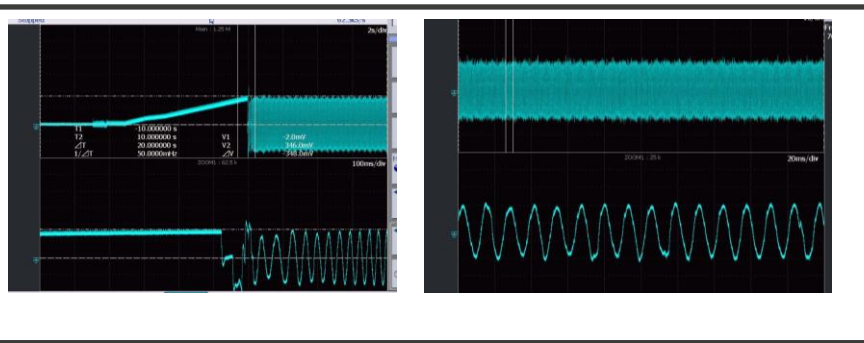 Stopped
Main : 1.25 M
2s/div
T1 -10.000000 s
T2 10.000000 s V1 -2.0mV
⊿T 20.000000 s V2 346.0mV
1/⊿T 50.0000mHz ⊿V 348.0mV
ZOOM1 : 62.5 k
100ms/div
ZOOM1 : 25 k
20ms/div